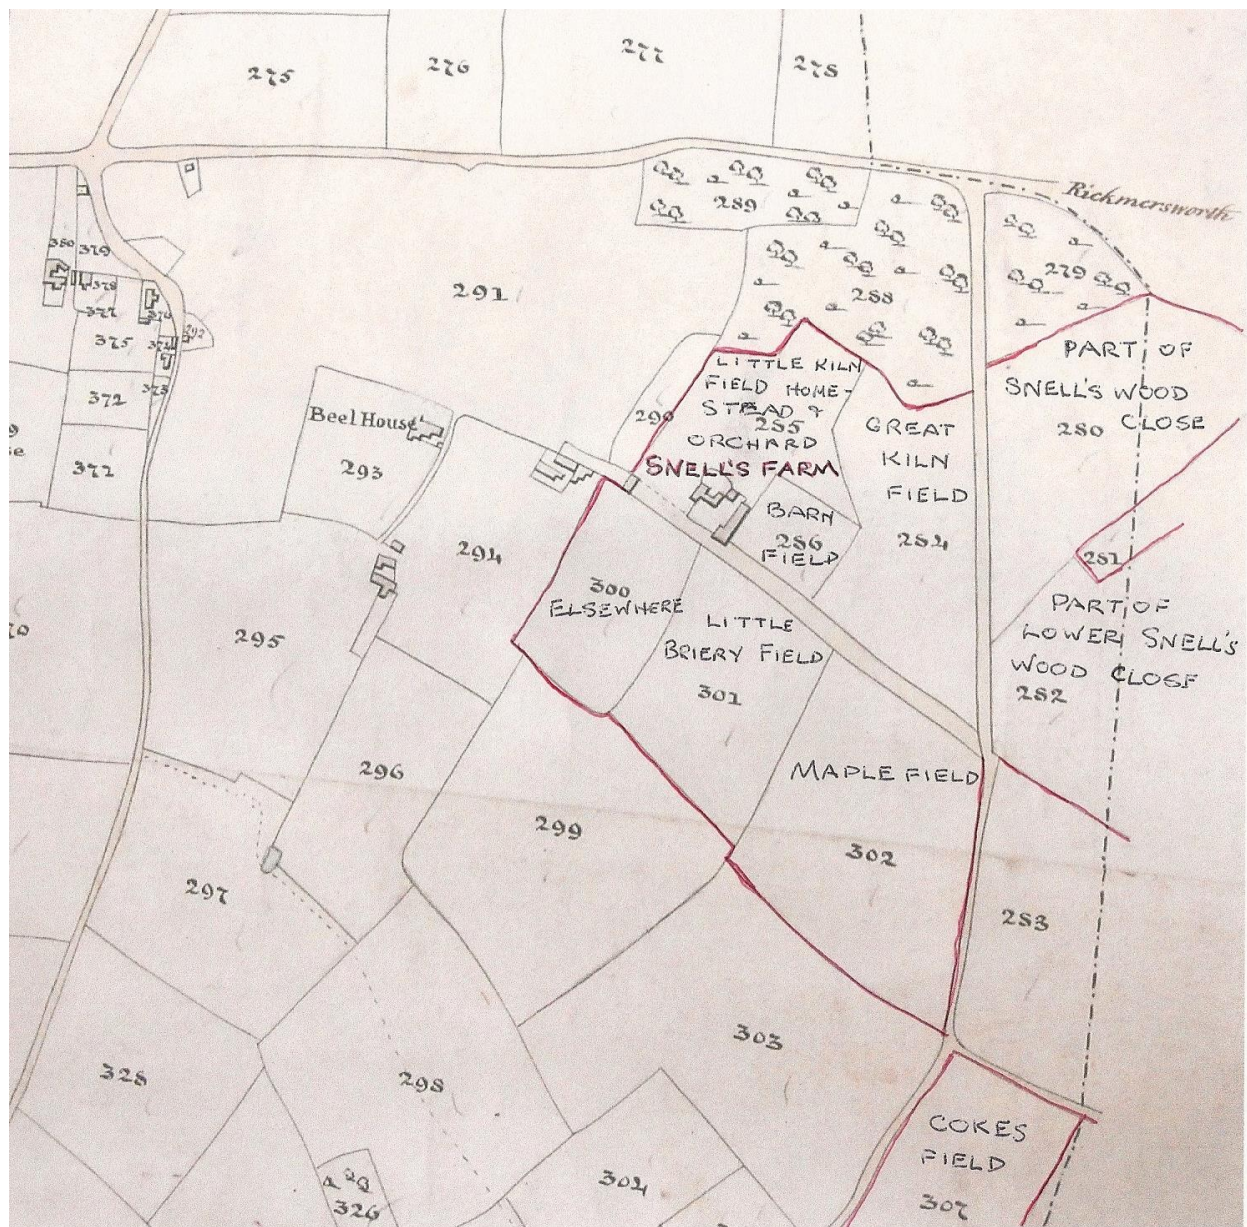 275
276
277
278
Rickmersworth
289
380
379
279
378
291
288
377
376
292
375
374
PART OF
LITTLE KILN
373
FIELD HOME-
SNELL'S WOOD
372
STEAD &
CLOSE
Beel House
290
285
GREAT
280
ORCHARD
KILN
293
SNELL'S FARM
372
FIELD
BARN
294
286
284
FIELD
281
300
PART OF
ELSEWHERE
LITTLE
LOWER SNELL'S
295
BRIERY FIELD
WOOD CLOSE
301
282
296
MAPLE FIELD
299
302
297
283
303
328
298
COKES
FIELD
304
307
326